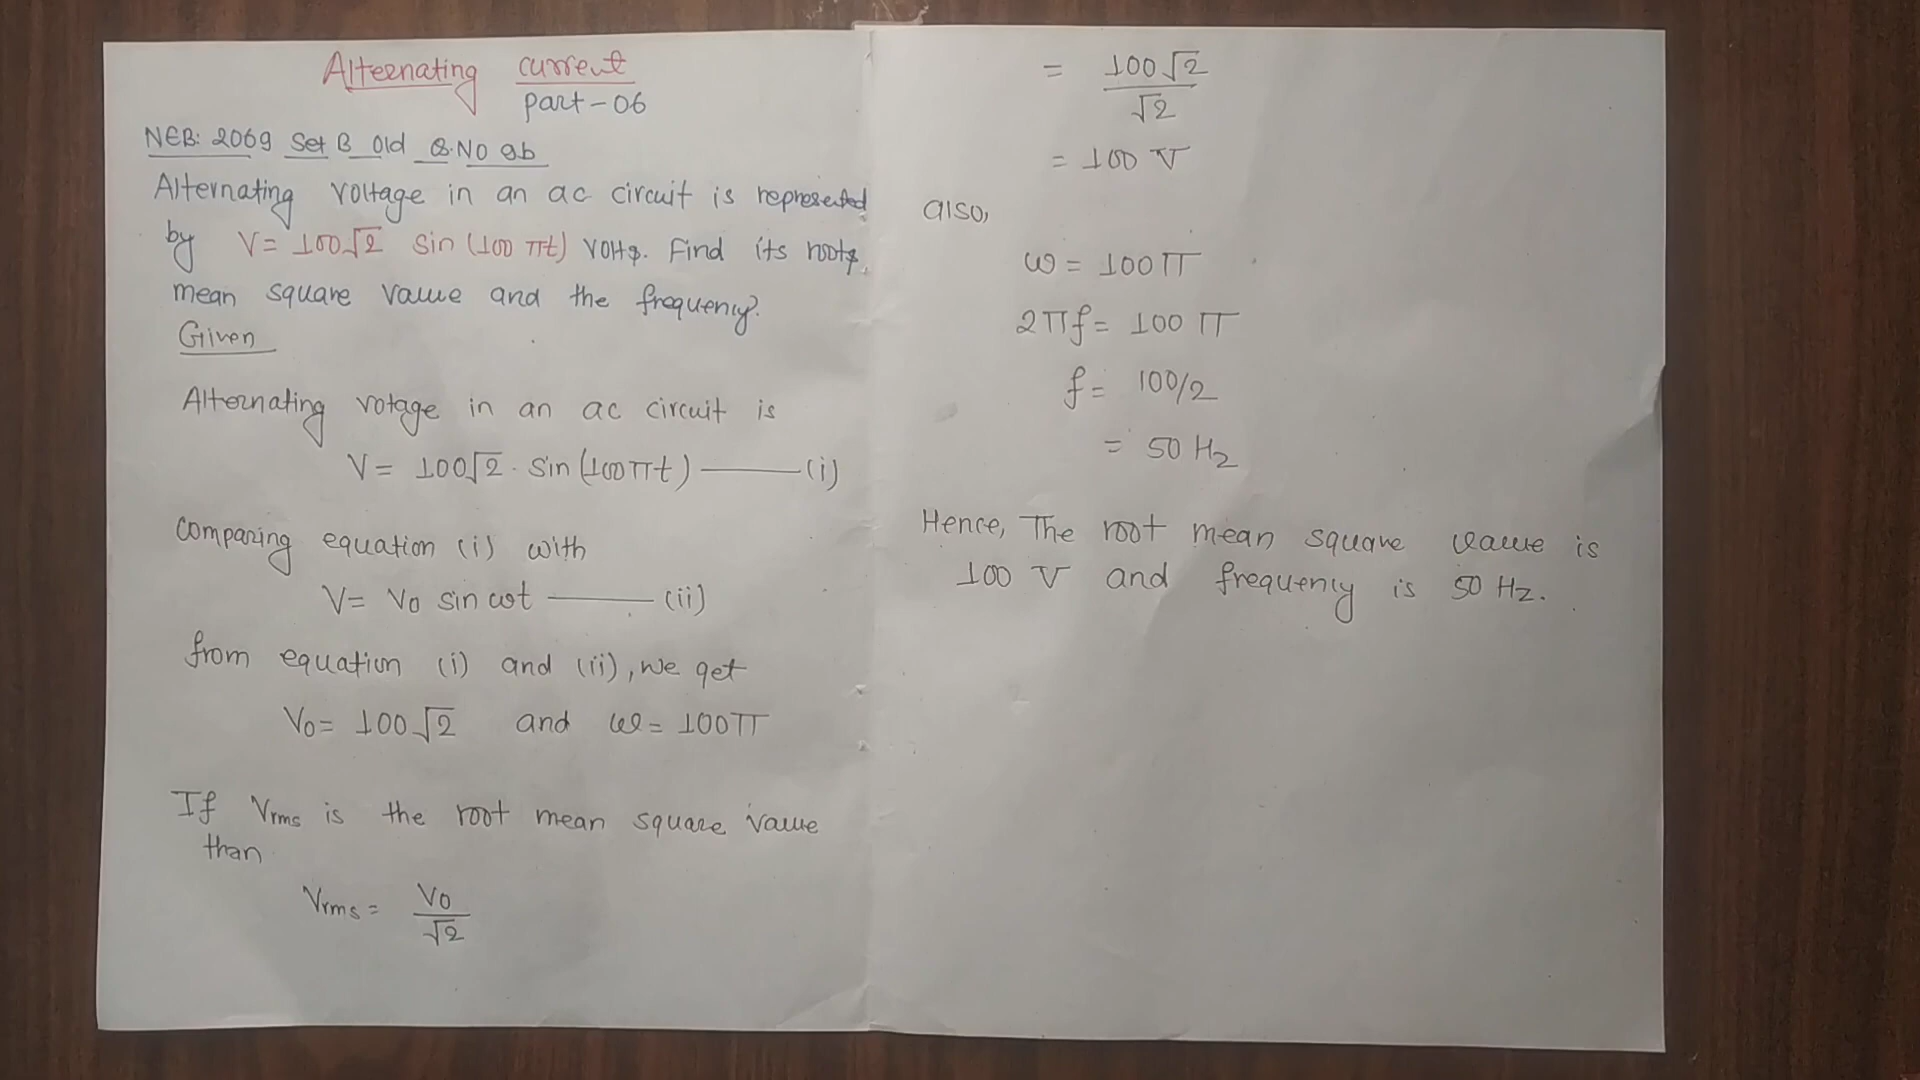 Alternating current
part-06
NEB: 2069 Set B Old Q.NO 9b
Alternating voltage in an ac circuit is represented
by V= 100√2 sin (100 πt) volts. Find its roots
mean square value and the frequency?
Given
Alternating votage in an ac circuit is
V= 100√2 · sin (100πt) ——— (i)
comparing equation (i) with
V= V0 sin ωt ——— (ii)
from equation (i) and (ii), we get
V0= 100√2 and ω= 100π
If Vrms is the root mean square value
than
Vrms = V0/√2
= 100√2/√2
= 100 V
also,
ω= 100π
2πf= 100 π
f= 100/2
= 50 Hz
Hence, The root mean square value is
100 V and frequency is 50 Hz.